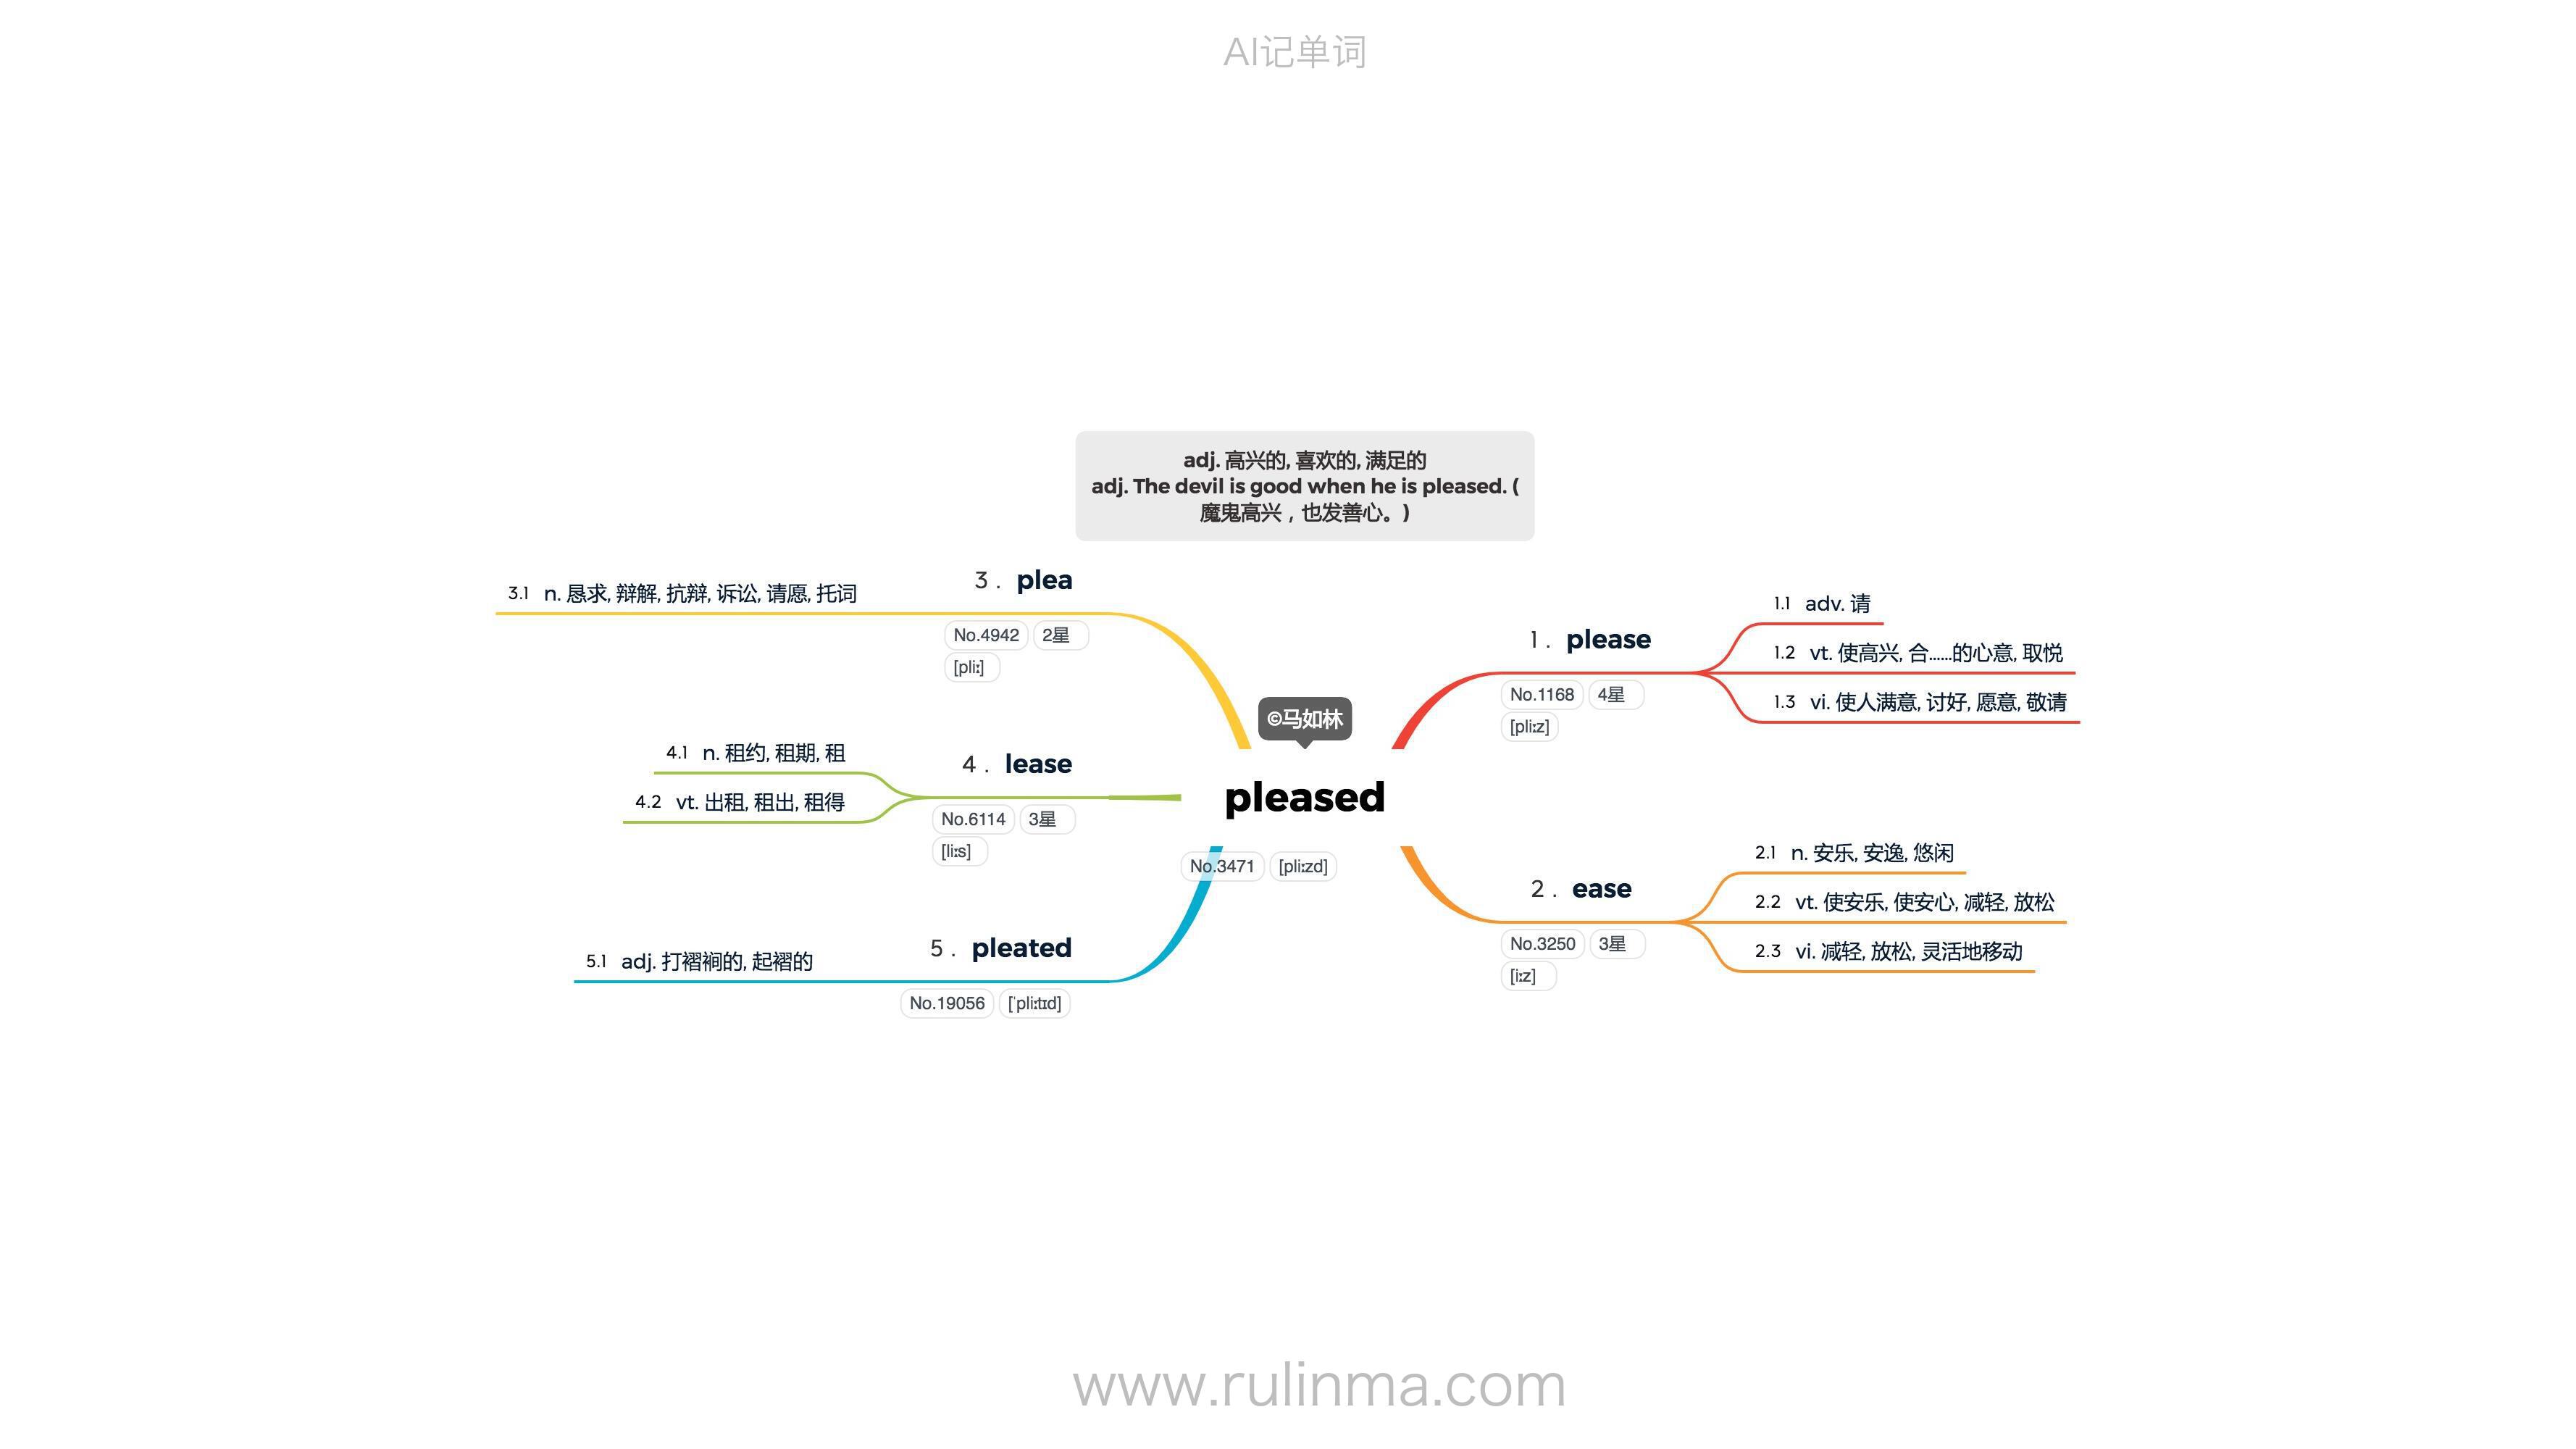 AI记单词
adj. 高兴的, 喜欢的, 满足的
adj. The devil is good when he is pleased. (
魔鬼高兴，也发善心。)
©马如林
pleased
No.3471 [pliːzd]
1. please
No.1168 4星
[pliːz]
1.1 adv. 请
1.2 vt. 使高兴, 合......的心意, 取悦
1.3 vi. 使人满意, 讨好, 愿意, 敬请
2. ease
No.3250 3星
[iːz]
2.1 n. 安乐, 安逸, 悠闲
2.2 vt. 使安乐, 使安心, 减轻, 放松
2.3 vi. 减轻, 放松, 灵活地移动
3. plea
No.4942 2星
[pliː]
3.1 n. 恳求, 辩解, 抗辩, 诉讼, 请愿, 托词
4. lease
No.6114 3星
[liːs]
4.1 n. 租约, 租期, 租
4.2 vt. 出租, 租出, 租得
5. pleated
No.19056 [ˈpliːtɪd]
5.1 adj. 打褶裥的, 起褶的
www.rulinma.com